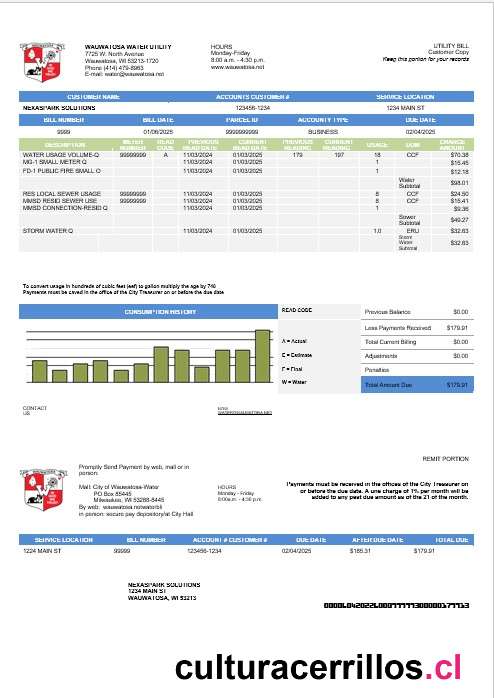 WAUWATOSA WATER UTILITY
7725 W. North Avenue
Wauwatosa, WI 53213-1720
Phone (414) 479-8963
E-mail: water@wauwatosa.net
HOURS
Monday-Friday
8:00 a.m. - 4:30 p.m.
www.wauwatosa.net
UTILITY BILL
Customer Copy
Keep this portion for your records
CUSTOMER NAME ACCOUNTS CUSTOMER # SERVICE LOCATION
NEXASPARK SOLUTIONS 123456-1234 1234 MAIN ST
BILL NUMBER BILL DATE PARCEL ID ACCOUNTY TYPE DUE DATE
9999 01/06/2025 9999999999 BUSINESS 02/04/2025
DESCRIPTION METER NUMBER READ CODE PREVIOUS READ DATE CURRENT READ DATE PREVIOUS READING CURRENT READING USAGE UOM CHARGE AMOUNT
WATER USAGE VOLUME-Q 99999999 A 11/03/2024 01/03/2025 179 197 18 CCF $70.38
MG-1 SMALL METER Q 11/03/2024 01/03/2025 1 $15.45
FD-1 PUBLIC FIRE SMALL O 11/03/2024 01/03/2025 1 $12.18
Water Subtotal $98.01
RES LOCAL SEWER USAGE 11/03/2024 01/03/2025 8 CCF $24.50
MMSD RESID SEWER USE 11/03/2024 01/03/2025 8 CCF $15.41
MMSD CONNECTION-RESID Q 11/03/2024 01/03/2025 1 $9.36
Sewer Subtotal $49.27
STORM WATER Q 11/03/2024 01/03/2025 1.0 ERU $32.63
Storm Water Subtotal $32.63
To convert usage in hundreds of cubic feet (eaf) to gallon multiply the age by 748
Payments must be caved in the office of the City Treasurer on or before the due date
CONSUMPTION HISTORY
READ CODE
A = Actual
E = Estimate
F = Final
W = Water
Previous Balance $0.00
Less Payments Received $179.91
Total Current Billing $0.00
Adjustments $0.00
Penalties
Total Amount Due $179.91
CONTACT
US
REMIT PORTION
Promptly Send Payment by web, mail or in
person:
Mail: City of Wauwatosa-Water
PO Box 85445
Milwaukee, WI 53288-8445
By web: wauwatosa.notwaterbil
in person: secure pay depository/at City Hall
HOURS
Monday - Friday
8:00a.m - 4:30 p.m.
Payments must be received in the offices of the City Treasurer on
or before the due date. A une charge of 1% per month will be
added to any past due amount as of the 21 of the month.
SERVICE LOCATION BILL NUMBER ACCOUNT # CUSTOMER # DUE DATE AFTER DUE DATE TOTAL DUE
1224 MAIN ST 99999 123456-1234 02/04/2025 $185.31 $179.91
NEXASPARK SOLUTIONS
1234 MAIN ST
WAUWATOSA, WI 53213
culturacerrillos.cl